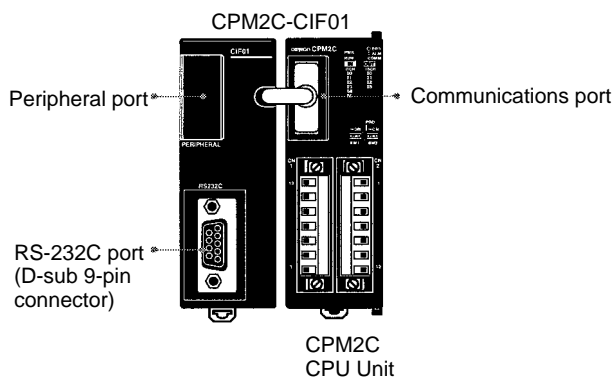 CPM2C-CIF01
CIF01
OMRON CPM2C
Peripheral port
Communications port
PERIPHERAL
RS232C
RS-232C port
(D-sub 9-pin
connector)
CPM2C
CPU Unit